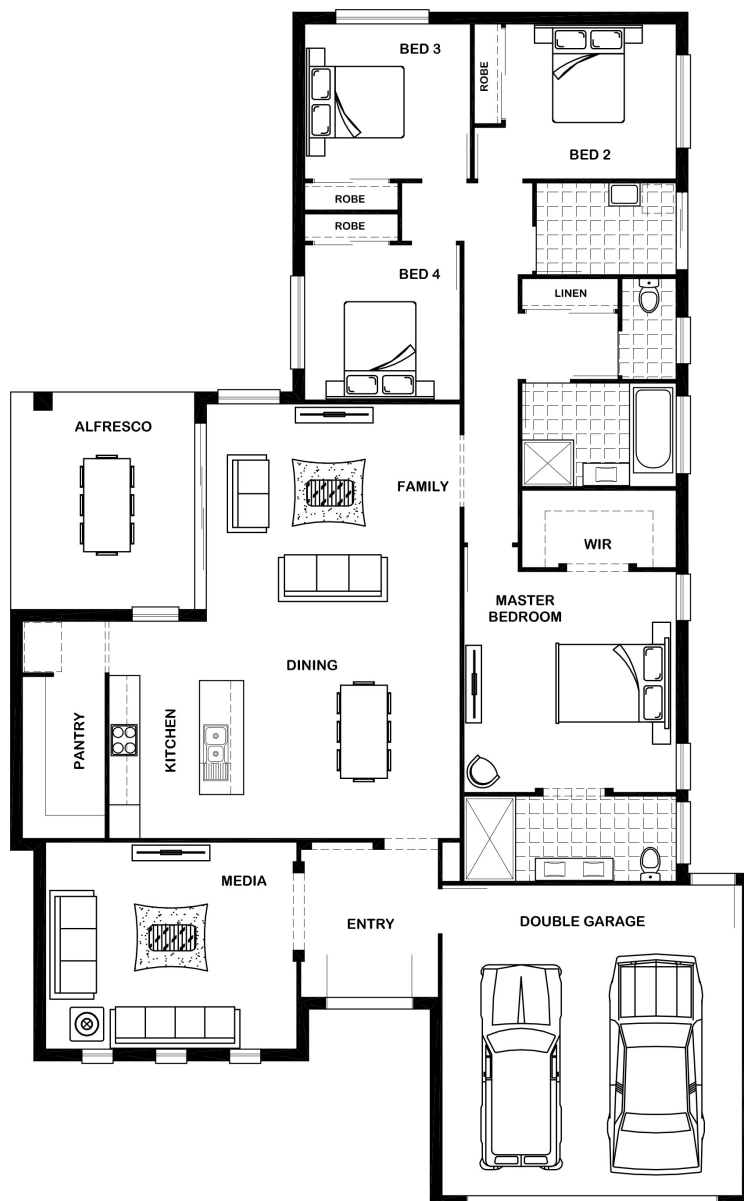 BED 3
ROBE
BED 2
ROBE
ROBE
BED 4
LINEN
ALFRESCO
FAMILY
WIR
MASTER
BEDROOM
DINING
PANTRY
KITCHEN
MEDIA
ENTRY
DOUBLE GARAGE